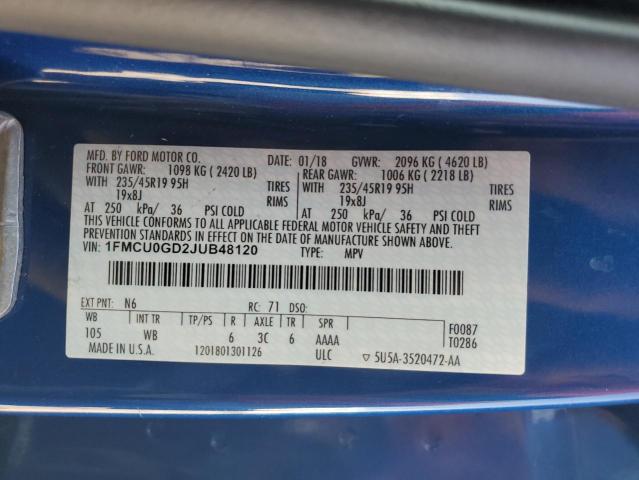 MFD. BY FORD MOTOR CO. 01/18 GVWR: 2096 KG ( 4620 LB)
FRONT GAWR: 1098 KG ( 2420 LB) REAR GAWR: 1006 KG ( 2218 LB)
WITH 235/45R19 95H TIRES WITH 235/45R19 95H TIRES
19x8J RIMS 19x8J RIMS
AT 250 kPa/ 36 PSI COLD AT 250 kPa/ 36 PSI COLD
THIS VEHICLE CONFORMS TO ALL APPLICABLE FEDERAL MOTOR VEHICLE SAFETY AND THEFT
PREVENTION STANDARDS IN EFFECT ON THE DATE OF MANUFACTURE SHOWN ABOVE.
VIN: 1FMCU0GD2JUB48120 TYPE: MPV
EXT PNT: N6 RC: 71 DSO:
WB INT TR TP/PS R AXLE TR SPR F0087
105 WB 6 3C 6 AAAA T0286
MADE IN U.S.A. 1201801301126 ULC ▽ 5U5A-3520472-AA